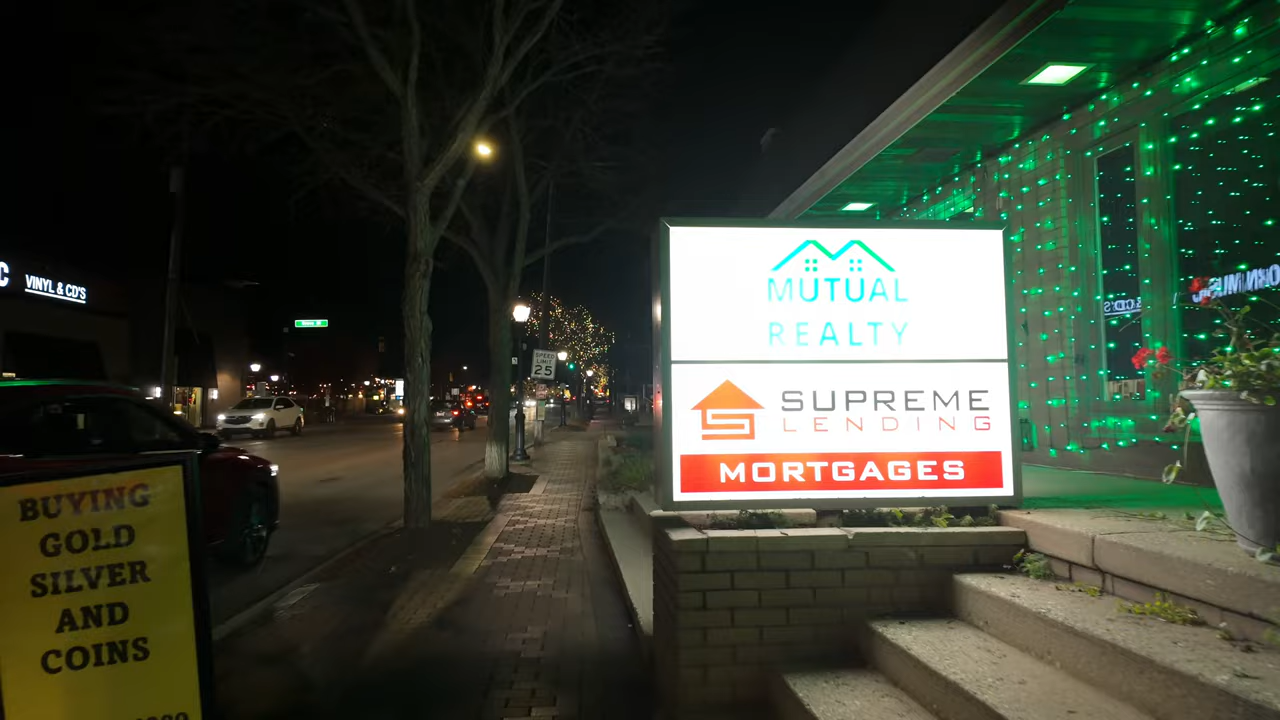 C
VINYL & CD'S
SPEED
LIMIT
25
BUYING
GOLD
SILVER
AND
COINS
MUTUAL
REALTY
SUPREME
LENDING
MORTGAGES